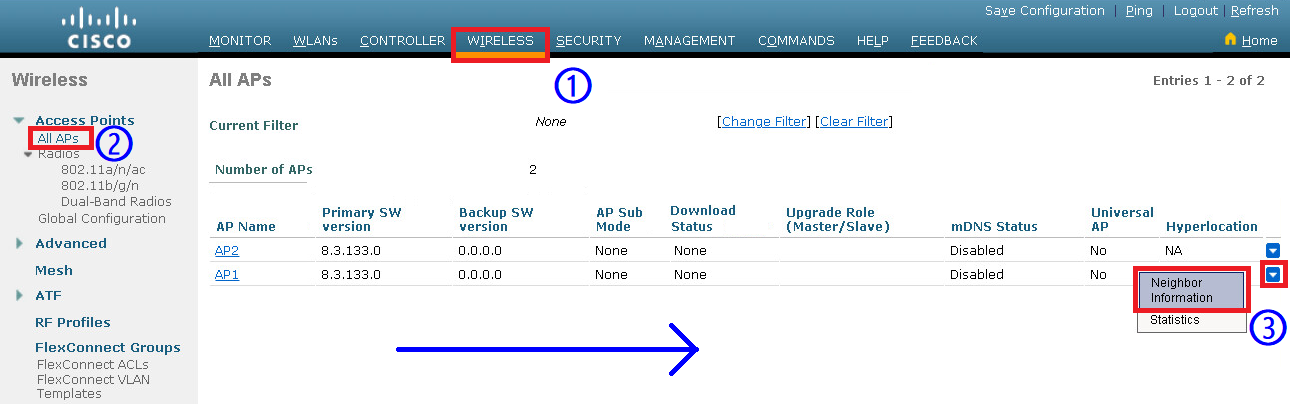 Save Configuration | Ping | Logout | Refresh
CISCO
MONITOR WLANs CONTROLLER WIRELESS SECURITY MANAGEMENT COMMANDS HELP FEEDBACK Home
Wireless
All APs
Entries 1 - 2 of 2
1
Access Points
All APs
2
Radios
802.11a/n/ac
802.11b/g/n
Dual-Band Radios
Global Configuration
Advanced
Mesh
ATF
RF Profiles
FlexConnect Groups
FlexConnect ACLs
FlexConnect VLAN
Templates
Current Filter None [Change Filter] [Clear Filter]
Number of APs 2
AP Name Primary SW version Backup SW version AP Sub Mode Download Status Upgrade Role (Master/Slave) mDNS Status Universal AP Hyperlocation
AP2 8.3.133.0 0.0.0.0 None None Disabled No NA
AP1 8.3.133.0 0.0.0.0 None None Disabled No
Neighbor
Information
Statistics
3